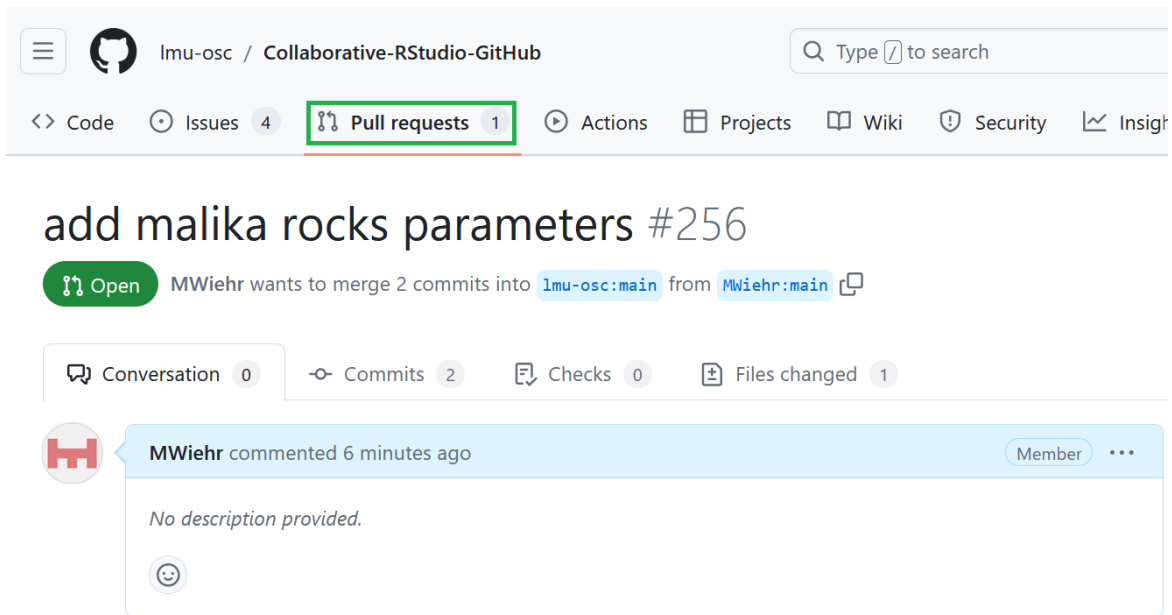 lmu-osc / Collaborative-RStudio-GitHub Type / to search
Code Issues 4 Pull requests 1 Actions Projects Wiki Security Insigh
add malika rocks parameters #256
Open MWiehr wants to merge 2 commits into lmu-osc:main from MWiehr:main
Conversation 0 Commits 2 Checks 0 Files changed 1
MWiehr commented 6 minutes ago Member
No description provided.